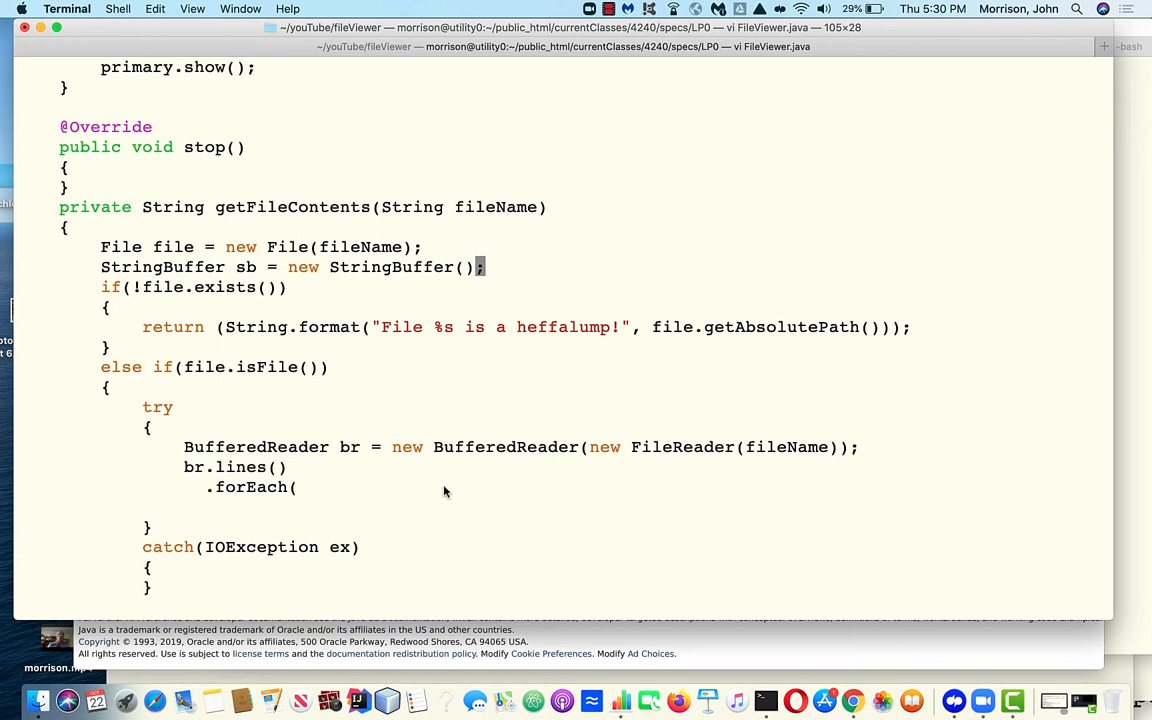 Terminal Shell Edit View Window Help 29% Thu 5:30 PM Morrison, John
~/youTube/fileViewer — morrison@utility0:~/public_html/currentClasses/4240/specs/LP0 — vi FileViewer.java — 105×28
~/youTube/fileViewer — morrison@utility0:~/public_html/currentClasses/4240/specs/LP0 — vi FileViewer.java + -bash
primary.show();
}
@Override
public void stop()
{
}
private String getFileContents(String fileName)
{
File file = new File(fileName);
StringBuffer sb = new StringBuffer();
if(!file.exists())
{
return (String.format("File %s is a heffalump!", file.getAbsolutePath()));
}
else if(file.isFile())
{
try
{
BufferedReader br = new BufferedReader(new FileReader(fileName));
br.lines()
.forEach(
}
catch(IOException ex)
{
}
Java is a trademark or registered trademark of Oracle and/or its affiliates in the US and other countries.
Copyright © 1993, 2019, Oracle and/or its affiliates, 500 Oracle Parkway, Redwood Shores, CA 94065 USA.
All rights reserved. Use is subject to license terms and the documentation redistribution policy. Modify Cookie Preferences. Modify Ad Choices.
OCT
22